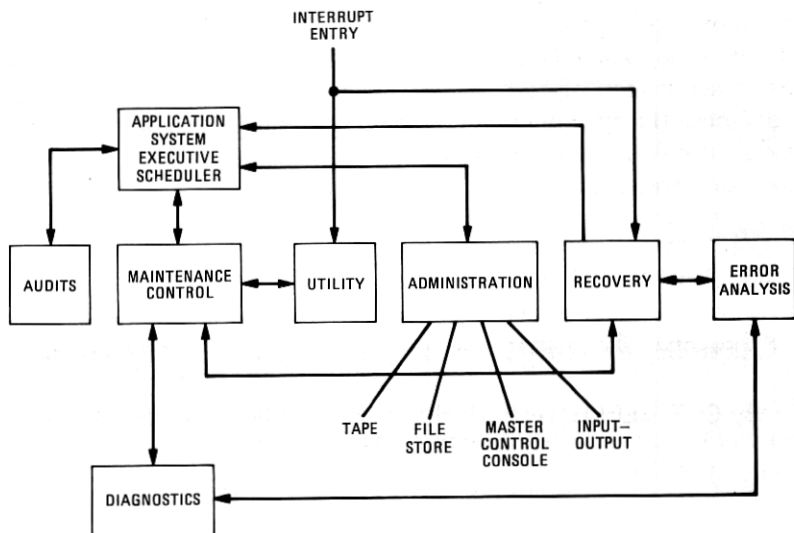 INTERRUPT
ENTRY
APPLICATION
SYSTEM
EXECUTIVE
SCHEDULER
AUDITS
MAINTENANCE
CONTROL
UTILITY
ADMINISTRATION
RECOVERY
ERROR
ANALYSIS
TAPE
FILE
STORE
MASTER
CONTROL
CONSOLE
INPUT–
OUTPUT
DIAGNOSTICS